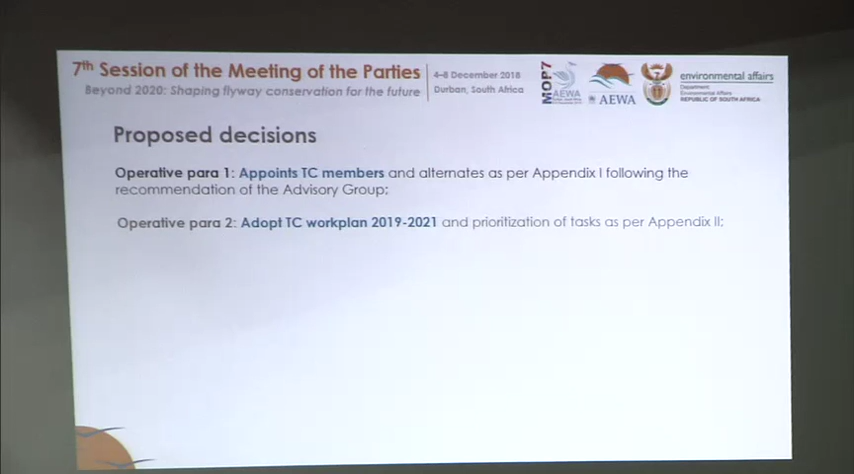 7th Session of the Meeting of the Parties
Beyond 2020: Shaping flyway conservation for the future
4–8 December 2018
Durban, South Africa
MOP7
AEWA
AEWA
environmental affairs
Department:
Environmental Affairs
REPUBLIC OF SOUTH AFRICA
Proposed decisions
Operative para 1: Appoints TC members and alternates as per Appendix I following the
recommendation of the Advisory Group;
Operative para 2: Adopt TC workplan 2019-2021 and prioritization of tasks as per Appendix II;